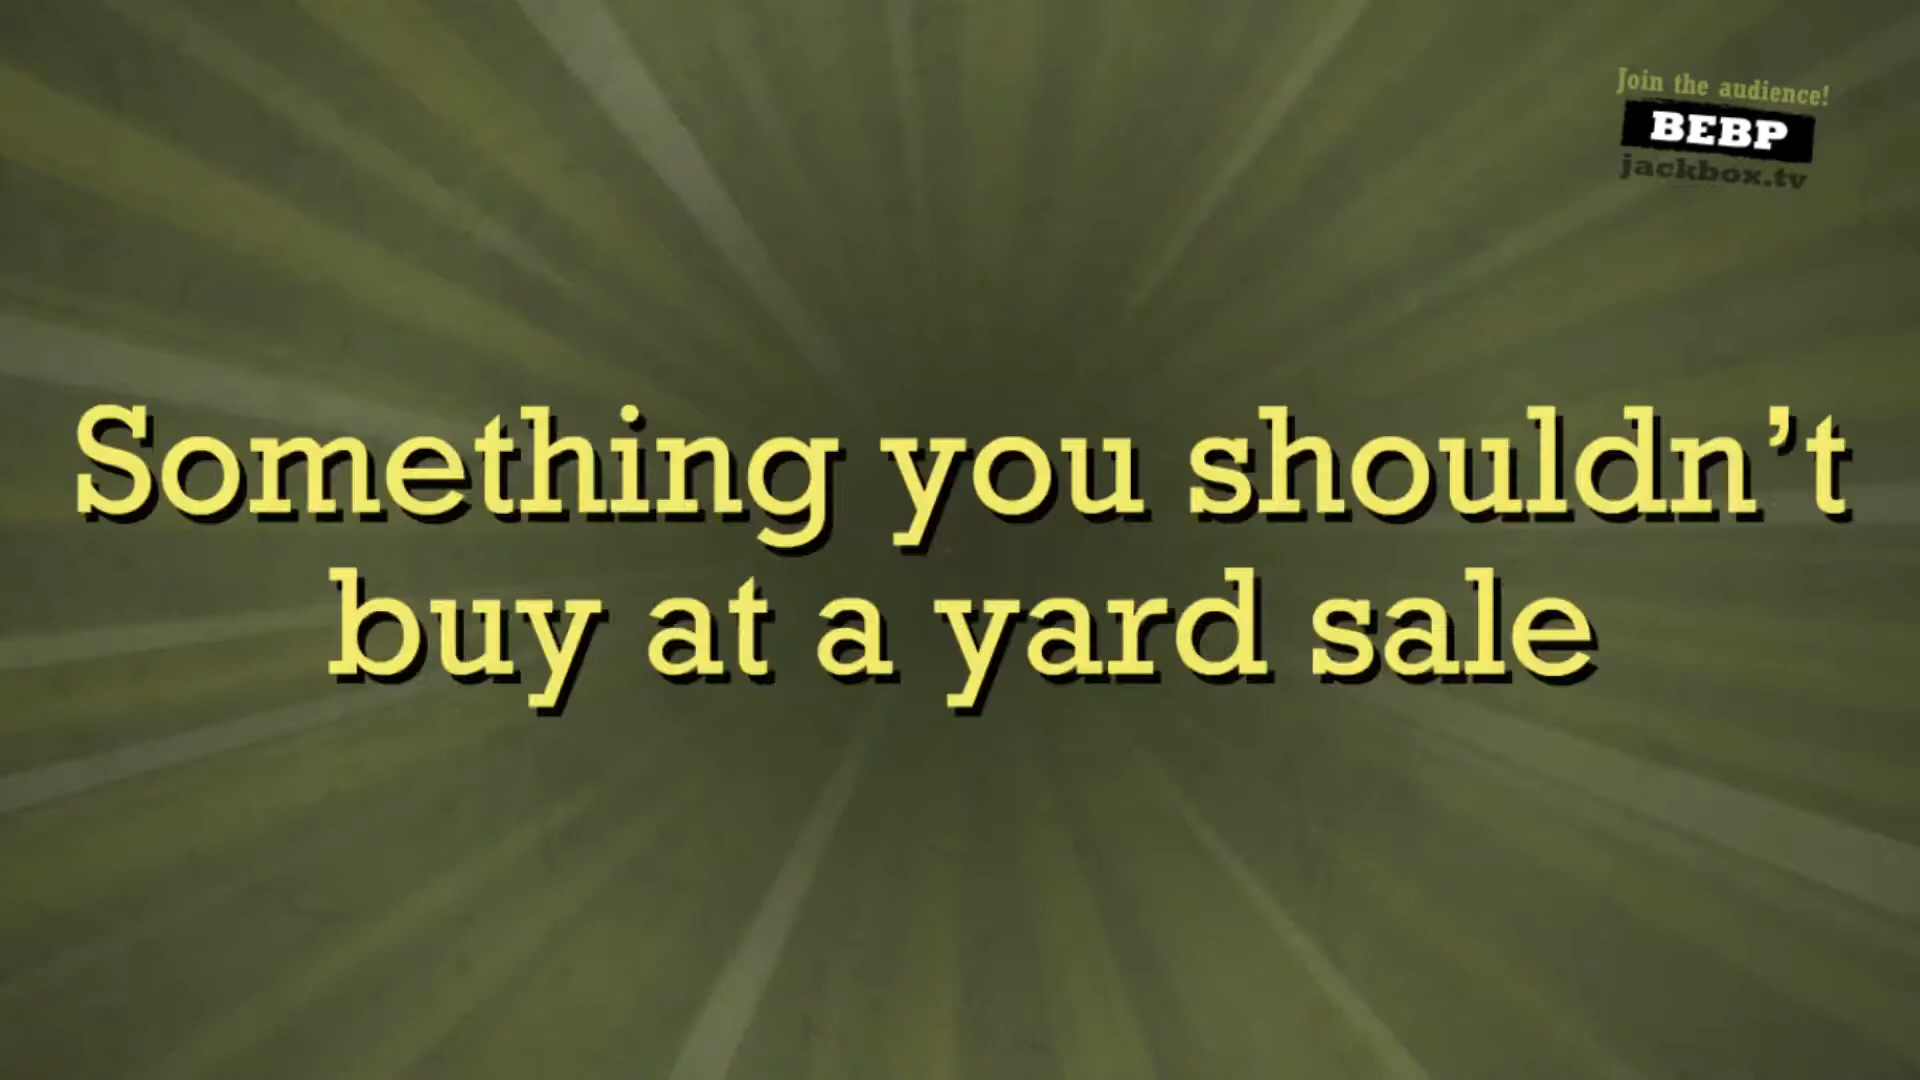 Join the audience!
BEBP
jackbox.tv
Something you shouldn’t
buy at a yard sale